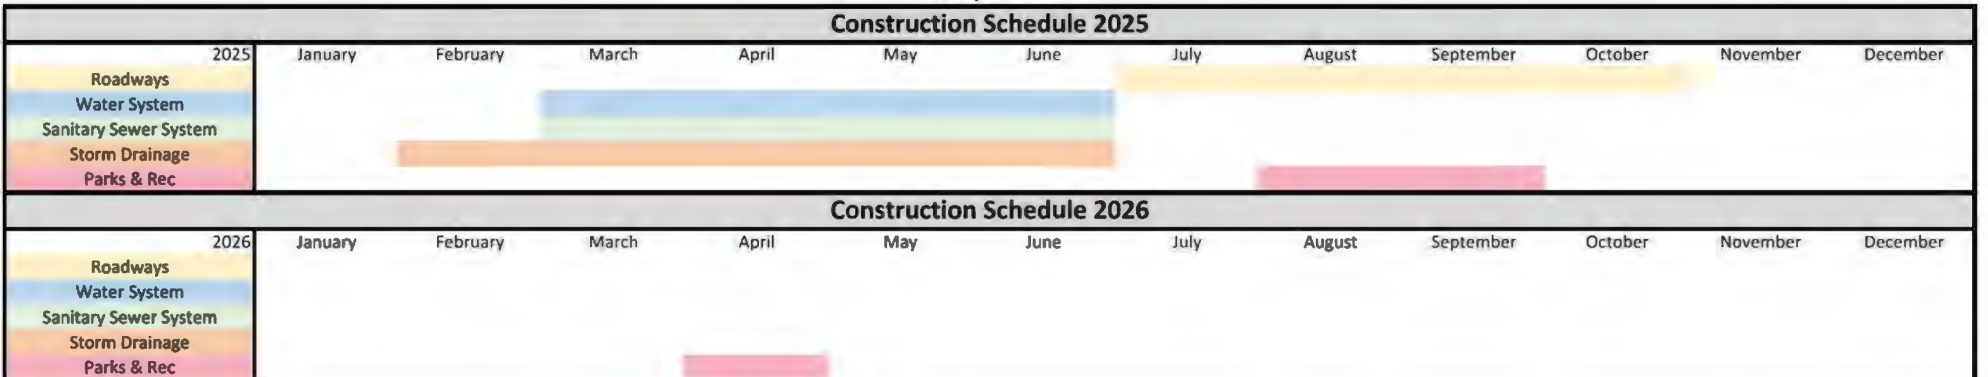 Construction Schedule 2025
2025 January February March April May June July August September October November December
Roadways
Water System
Sanitary Sewer System
Storm Drainage
Parks & Rec
Construction Schedule 2026
2026 January February March April May June July August September October November December
Roadways
Water System
Sanitary Sewer System
Storm Drainage
Parks & Rec